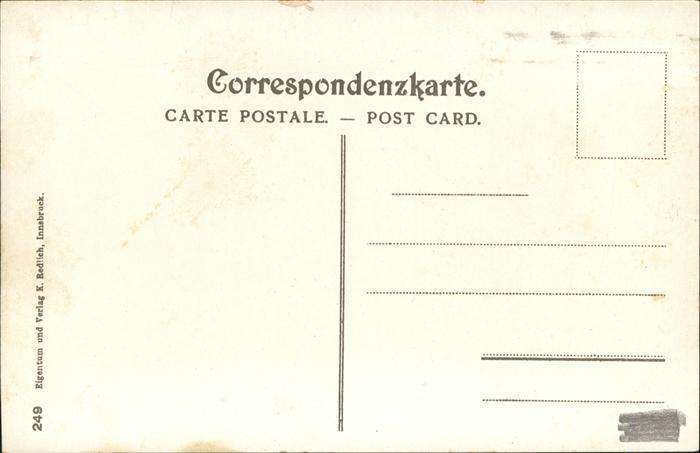 Correspondenzkarte.
CARTE POSTALE. — POST CARD.
249 Eigentum und Verlag K. Redlich, Innsbruck.